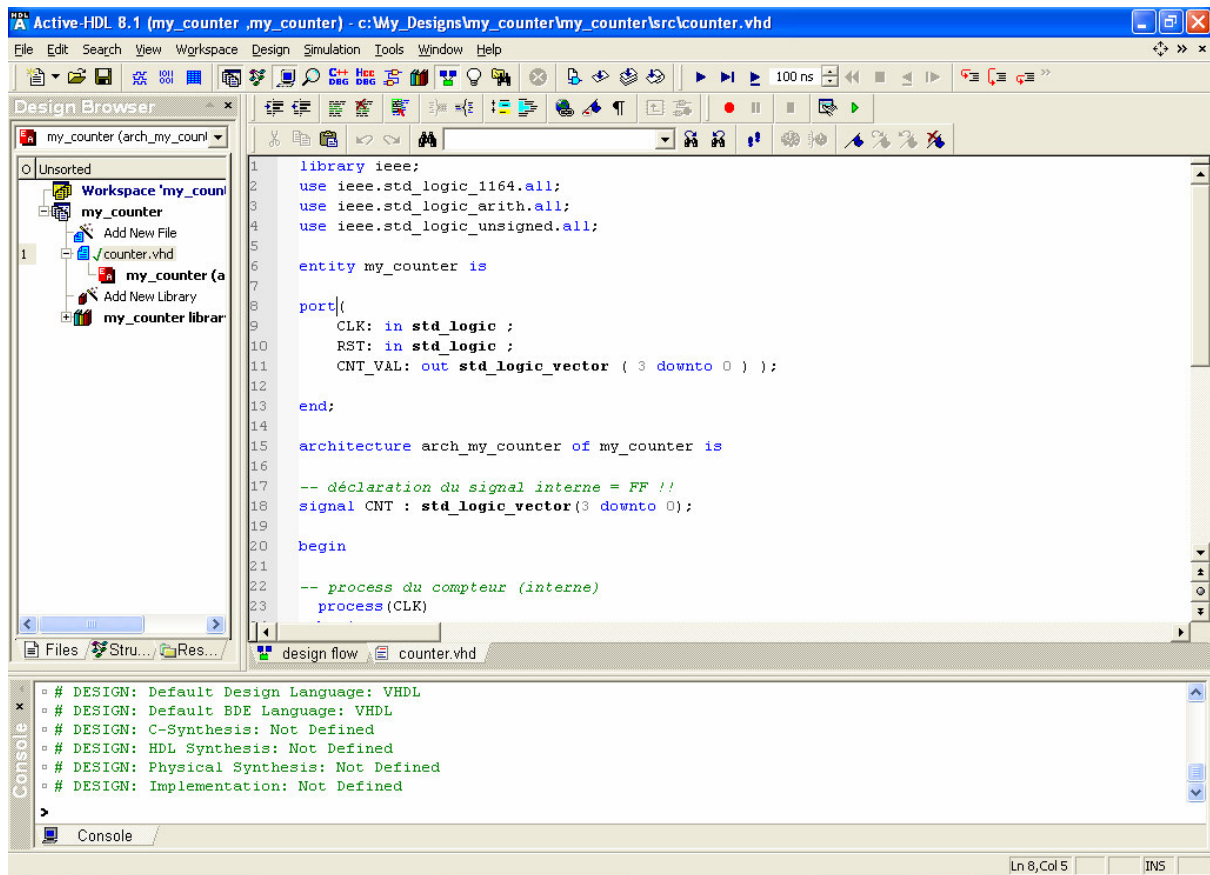 Active-HDL 8.1 (my_counter ,my_counter) - c:\My_Designs\my_counter\my_counter\src\counter.vhd
File Edit Search View Workspace Design Simulation Tools Window Help
C++ DBG HES DBG 100 ns
Design Browser
my_counter (arch_my_count
O Unsorted
Workspace 'my_coun
my_counter
Add New File
1 counter.vhd
my_counter (a
Add New Library
my_counter librar
1 library ieee;
2 use ieee.std_logic_1164.all;
3 use ieee.std_logic_arith.all;
4 use ieee.std_logic_unsigned.all;
5
6 entity my_counter is
7
8 port(
9 CLK: in std_logic ;
10 RST: in std_logic ;
11 CNT_VAL: out std_logic_vector ( 3 downto 0 ) );
12
13 end;
14
15 architecture arch_my_counter of my_counter is
16
17 -- déclaration du signal interne = FF !!
18 signal CNT : std_logic_vector(3 downto 0);
19
20 begin
21
22 -- process du compteur (interne)
23 process(CLK)
Files Stru... Res...
design flow counter.vhd
# DESIGN: Default Design Language: VHDL
# DESIGN: Default BDE Language: VHDL
# DESIGN: C-Synthesis: Not Defined
# DESIGN: HDL Synthesis: Not Defined
# DESIGN: Physical Synthesis: Not Defined
# DESIGN: Implementation: Not Defined
>
Console
Console
Ln 8,Col 5 INS